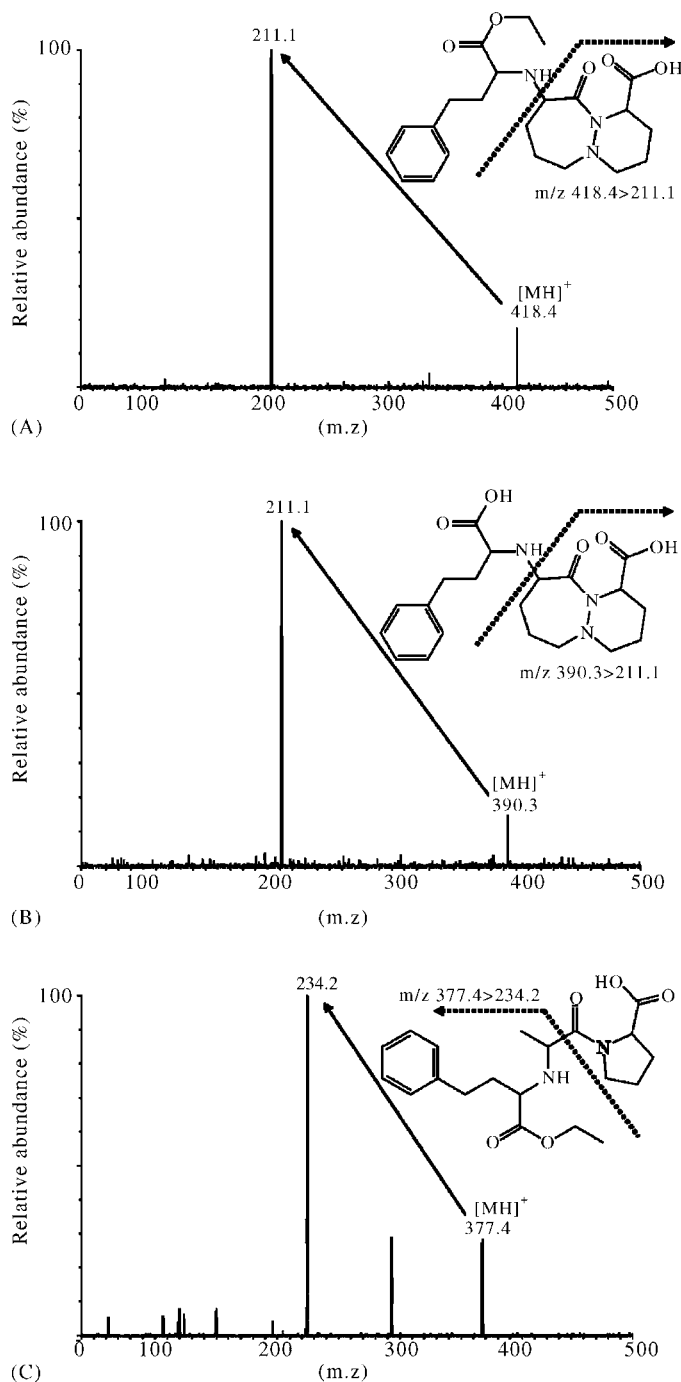 211.1
100
Relative abundance (%)
O
O
NH
O
O
OH
N
N
m/z 418.4>211.1
[MH]+
418.4
0 100 200 300 400 500
(A)
(m.z)
211.1
100
Relative abundance (%)
OH
O
NH
O
O
OH
N
N
m/z 390.3>211.1
[MH]+
390.3
0 100 200 300 400 500
(B)
(m.z)
234.2
100
Relative abundance (%)
m/z 377.4>234.2
HO
O
O
N
NH
O
O
[MH]+
377.4
0 100 200 300 400 500
(C)
(m.z)